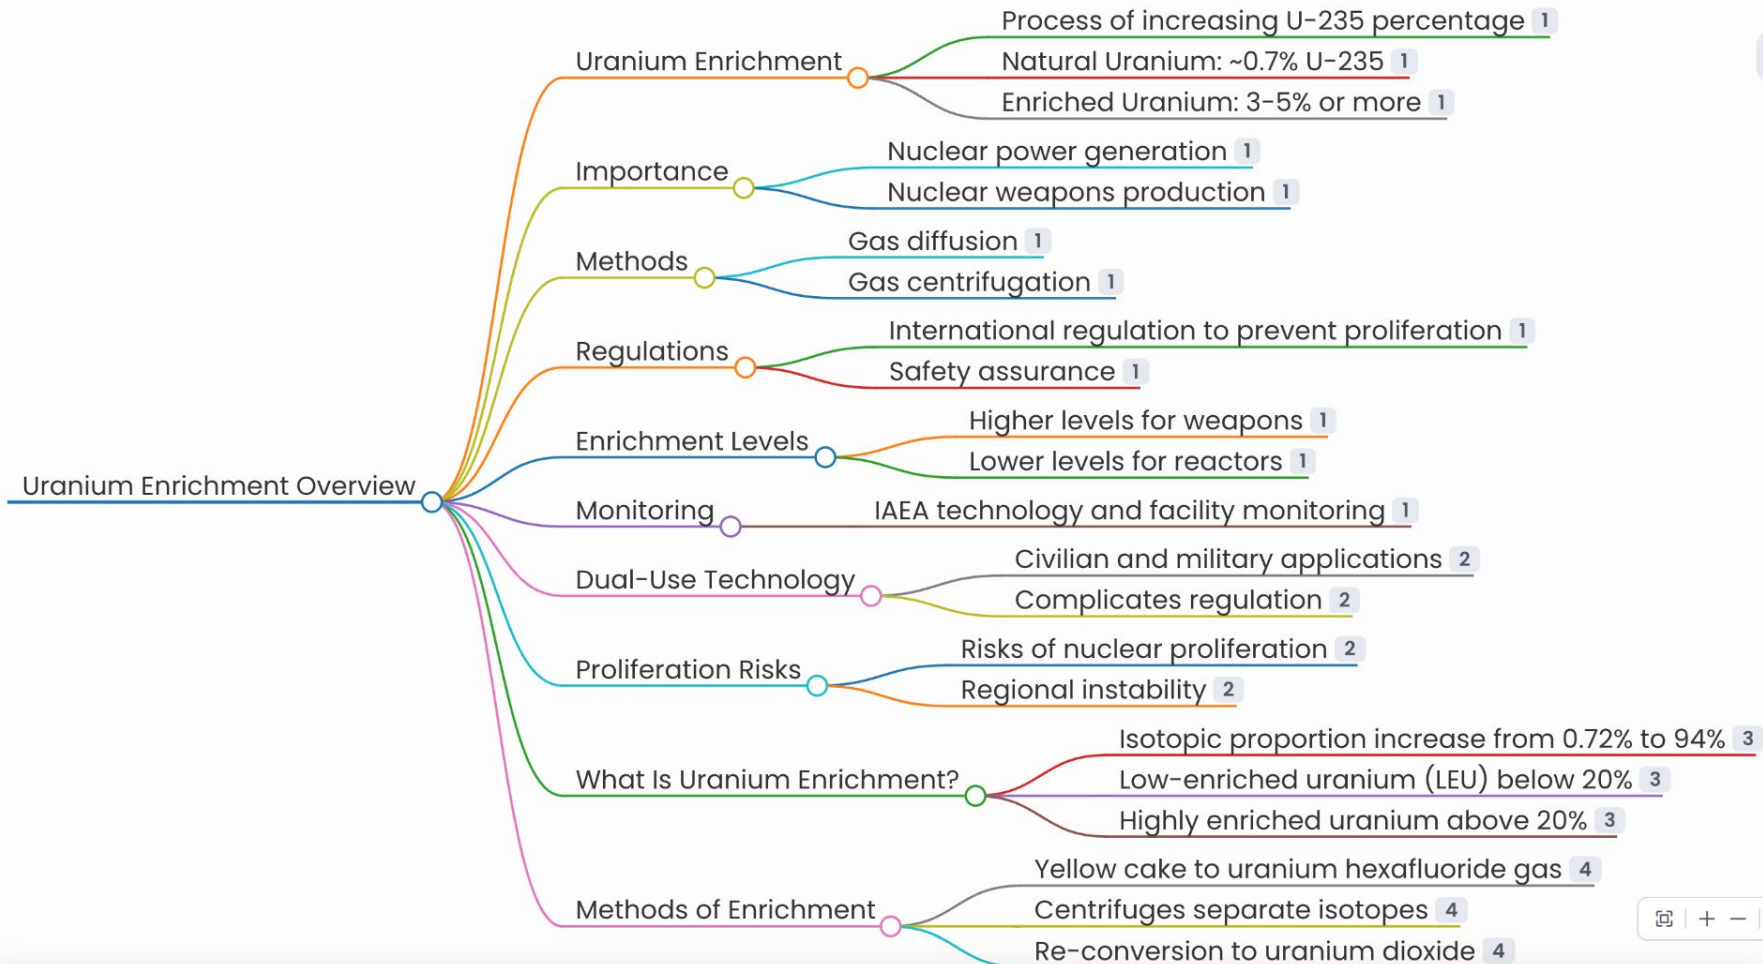 Uranium Enrichment Overview
Uranium Enrichment
Process of increasing U-235 percentage 1
Natural Uranium: ~0.7% U-235 1
Enriched Uranium: 3-5% or more 1
Importance
Nuclear power generation 1
Nuclear weapons production 1
Methods
Gas diffusion 1
Gas centrifugation 1
Regulations
International regulation to prevent proliferation 1
Safety assurance 1
Enrichment Levels
Higher levels for weapons 1
Lower levels for reactors 1
Monitoring
IAEA technology and facility monitoring 1
Dual-Use Technology
Civilian and military applications 2
Complicates regulation 2
Proliferation Risks
Risks of nuclear proliferation 2
Regional instability 2
What Is Uranium Enrichment?
Isotopic proportion increase from 0.72% to 94% 3
Low-enriched uranium (LEU) below 20% 3
Highly enriched uranium above 20% 3
Methods of Enrichment
Yellow cake to uranium hexafluoride gas 4
Centrifuges separate isotopes 4
Re-conversion to uranium dioxide 4